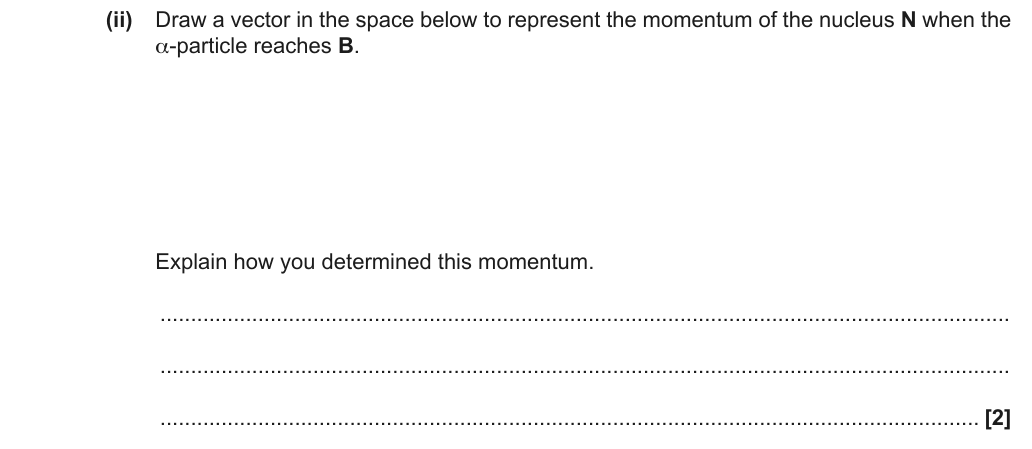 (ii) Draw a vector in the space below to represent the momentum of the nucleus N when the
α-particle reaches B.
Explain how you determined this momentum.
..........................................................................................................................................
..........................................................................................................................................
..................................................................................................................................... [2]